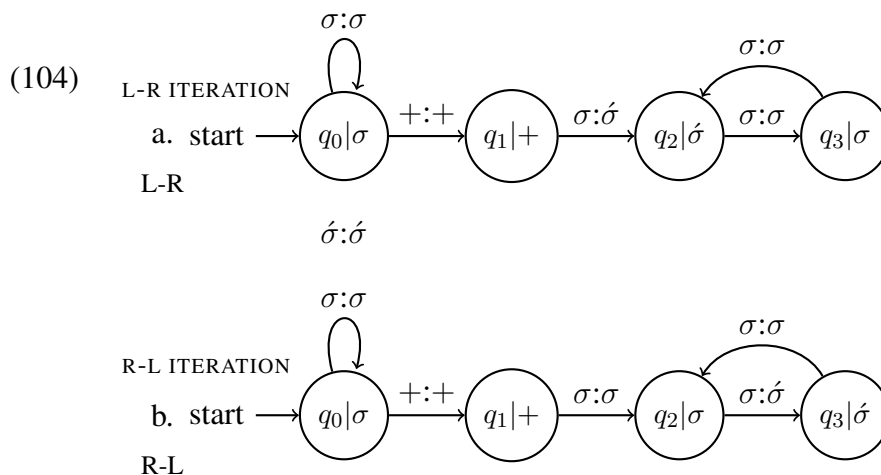 (104)
σ:σ
L-R ITERATION
a. start q₀|σ +:+ q₁|+ σ:σ́ q₂|σ́ σ:σ q₃|σ σ:σ
L-R
σ́:σ́
σ:σ
R-L ITERATION
b. start q₀|σ +:+ q₁|+ σ:σ q₂|σ σ:σ́ q₃|σ́ σ:σ
R-L